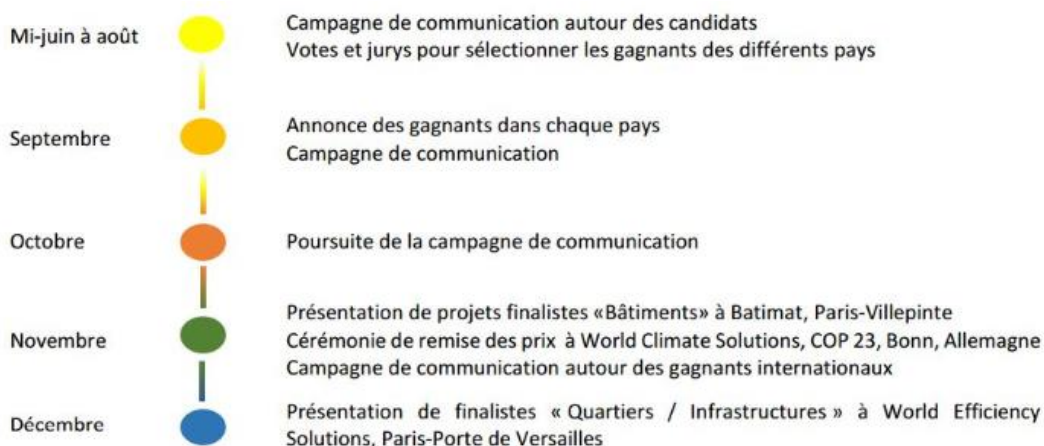 Mi-juin à août
Campagne de communication autour des candidats
Votes et jurys pour sélectionner les gagnants des différents pays
Septembre
Annonce des gagnants dans chaque pays
Campagne de communication
Octobre
Poursuite de la campagne de communication
Novembre
Présentation de projets finalistes «Bâtiments» à Batimat, Paris-Villepinte
Cérémonie de remise des prix à World Climate Solutions, COP 23, Bonn, Allemagne
Campagne de communication autour des gagnants internationaux
Décembre
Présentation de finalistes « Quartiers / Infrastructures » à World Efficiency
Solutions, Paris-Porte de Versailles